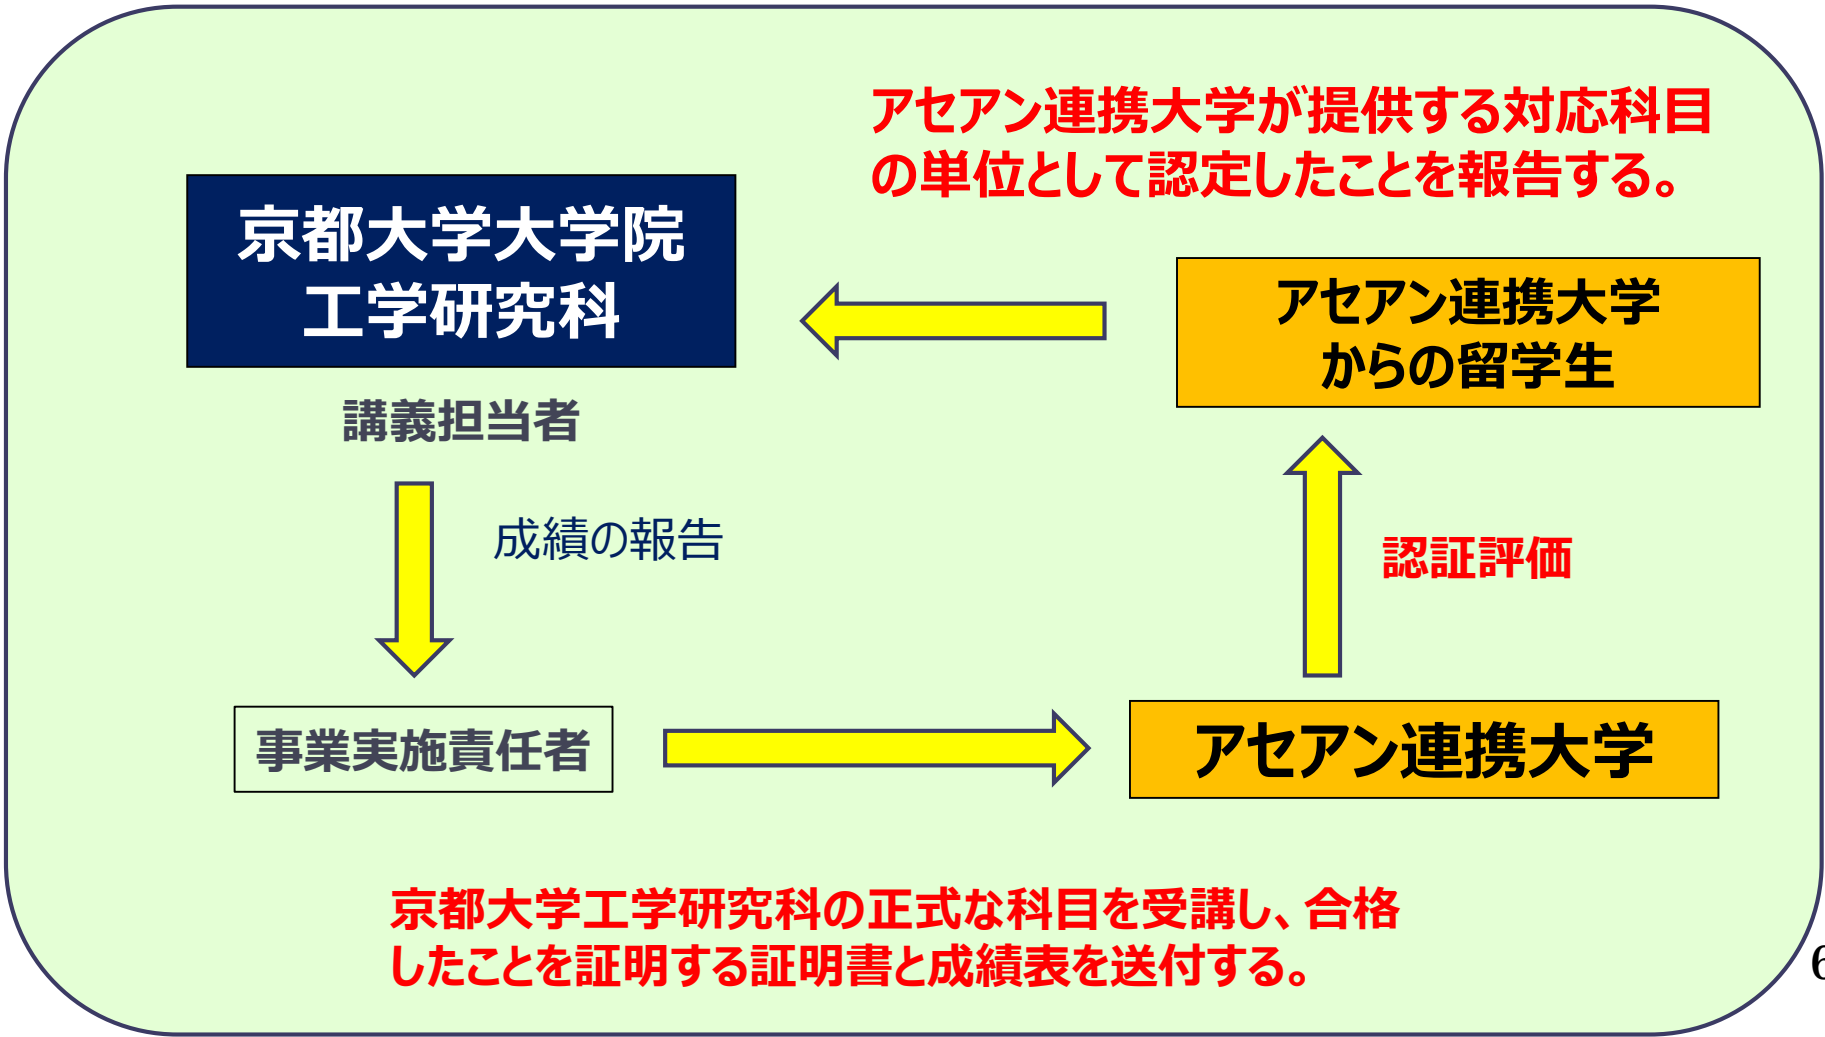 アセアン連携大学が提供する対応科目
の単位として認定したことを報告する。
京都大学大学院
工学研究科
アセアン連携大学
からの留学生
講義担当者
成績の報告
認証評価
事業実施責任者
アセアン連携大学
京都大学工学研究科の正式な科目を受講し、合格
したことを証明する証明書と成績表を送付する。
6